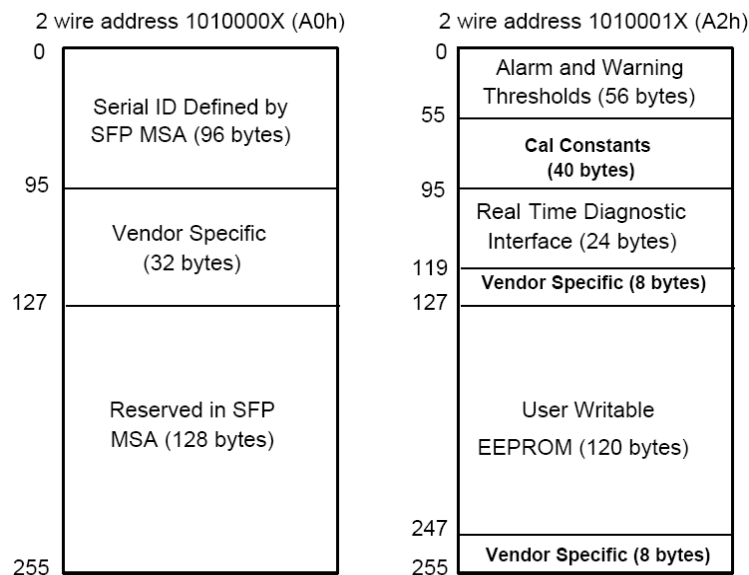 2 wire address 1010000X (A0h)
0
Serial ID Defined by
SFP MSA (96 bytes)
95
Vendor Specific
(32 bytes)
127
Reserved in SFP
MSA (128 bytes)
255
2 wire address 1010001X (A2h)
0
Alarm and Warning
Thresholds (56 bytes)
55
Cal Constants
(40 bytes)
95
Real Time Diagnostic
Interface (24 bytes)
119
Vendor Specific (8 bytes)
127
User Writable
EEPROM (120 bytes)
247
Vendor Specific (8 bytes)
255